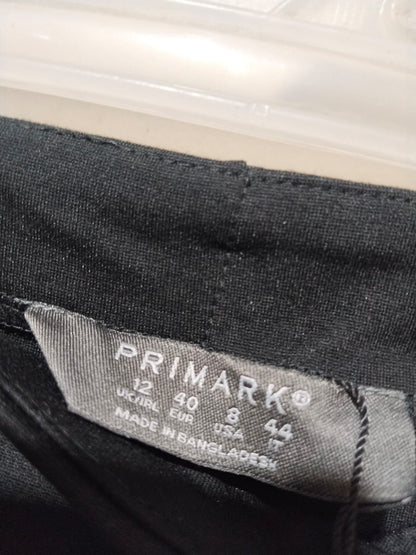 PRIMARK®
12 40 8 44
UK/IRL EUR USA IT
MADE IN BANGLADESH